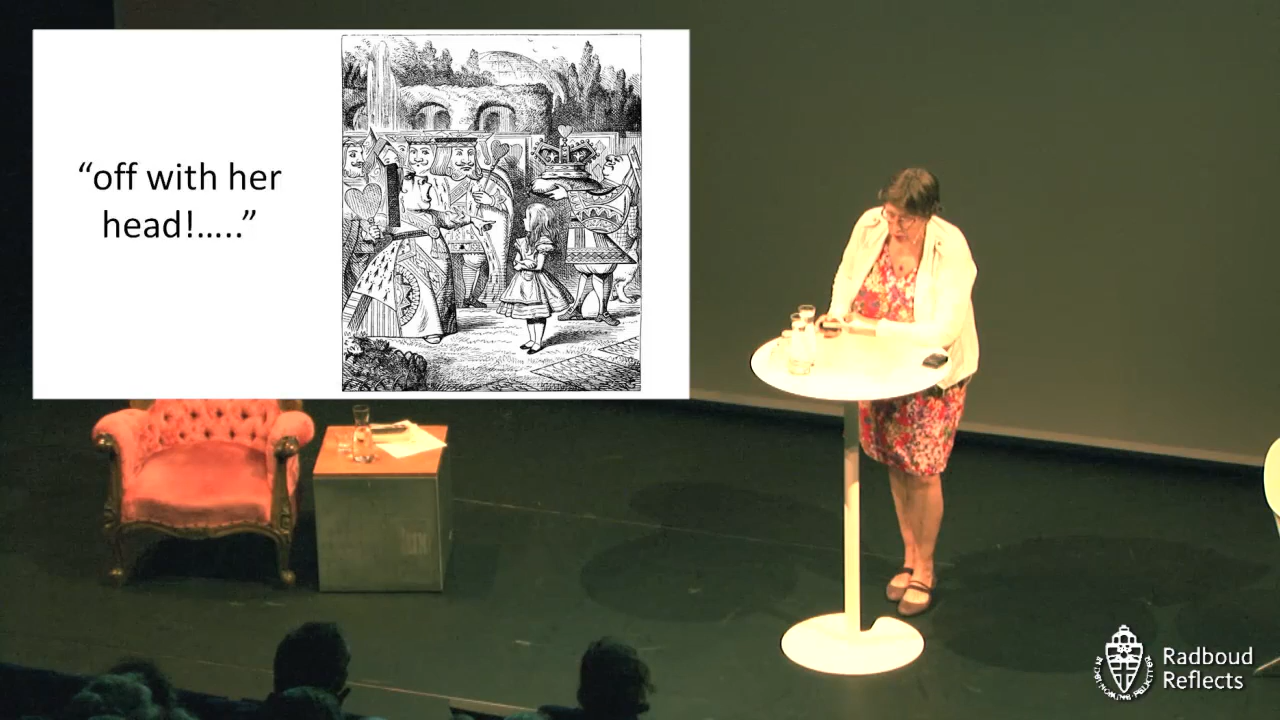 “off with her
head!.....”
Radboud
Reflects